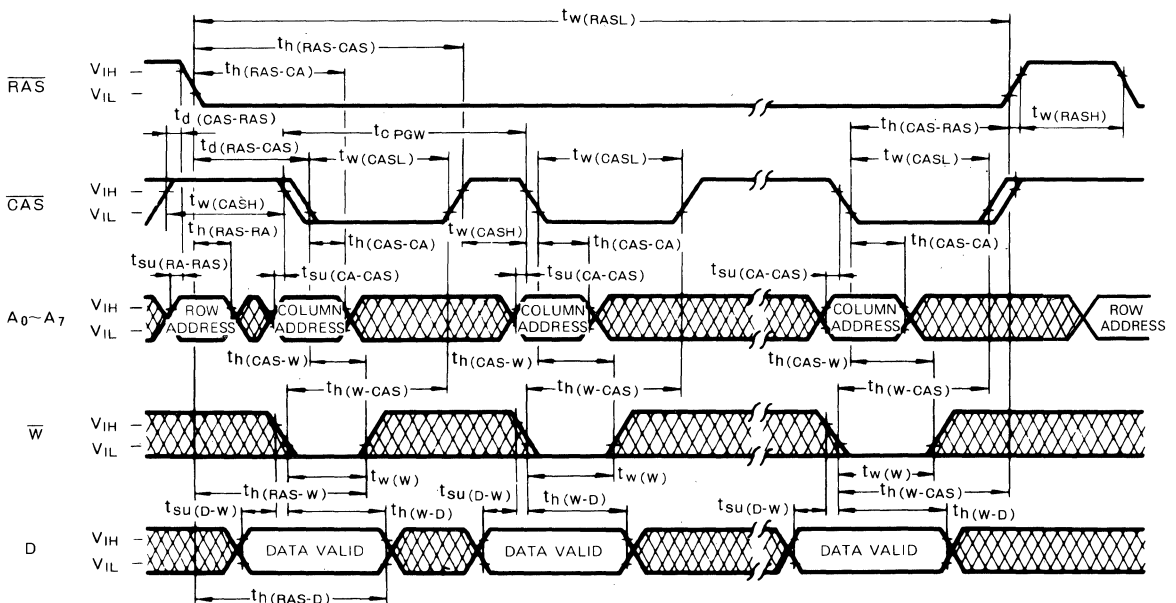 tw(RASL)
th(RAS-CAS)
th(RAS-CA)
RAS
VIH
VIL
td(CAS-RAS)
tC PGW
th(CAS-RAS)
tw(RASH)
td(RAS-CAS)
tw(CASL)
tw(CASL)
tw(CASL)
CAS
VIH
VIL
tw(CASH)
th(RAS-RA)
th(CAS-CA)
tw(CASH)
th(CAS-CA)
th(CAS-CA)
tsu(RA-RAS)
tsu(CA-CAS)
tsu(CA-CAS)
tsu(CA-CAS)
A0~A7
VIH
VIL
ROW ADDRESS
COLUMN ADDRESS
COLUMN ADDRESS
COLUMN ADDRESS
ROW ADDRESS
th(CAS-W)
th(CAS-W)
th(CAS-W)
th(W-CAS)
th(W-CAS)
th(W-CAS)
W
VIH
VIL
tw(W)
tw(W)
tw(W)
th(RAS-W)
th(W-CAS)
tsu(D-W)
th(W-D)
tsu(D-W)
th(W-D)
tsu(D-W)
th(W-D)
D
VIH
VIL
DATA VALID
DATA VALID
DATA VALID
th(RAS-D)